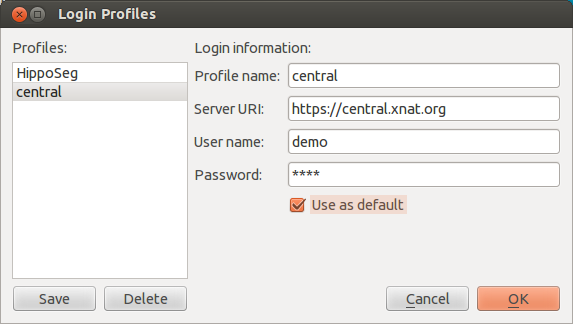 Login Profiles
Profiles:
HippoSeg
central
Login information:
Profile name: central
Server URI: https://central.xnat.org
User name: demo
Password: ****
Use as default
Save Delete Cancel OK